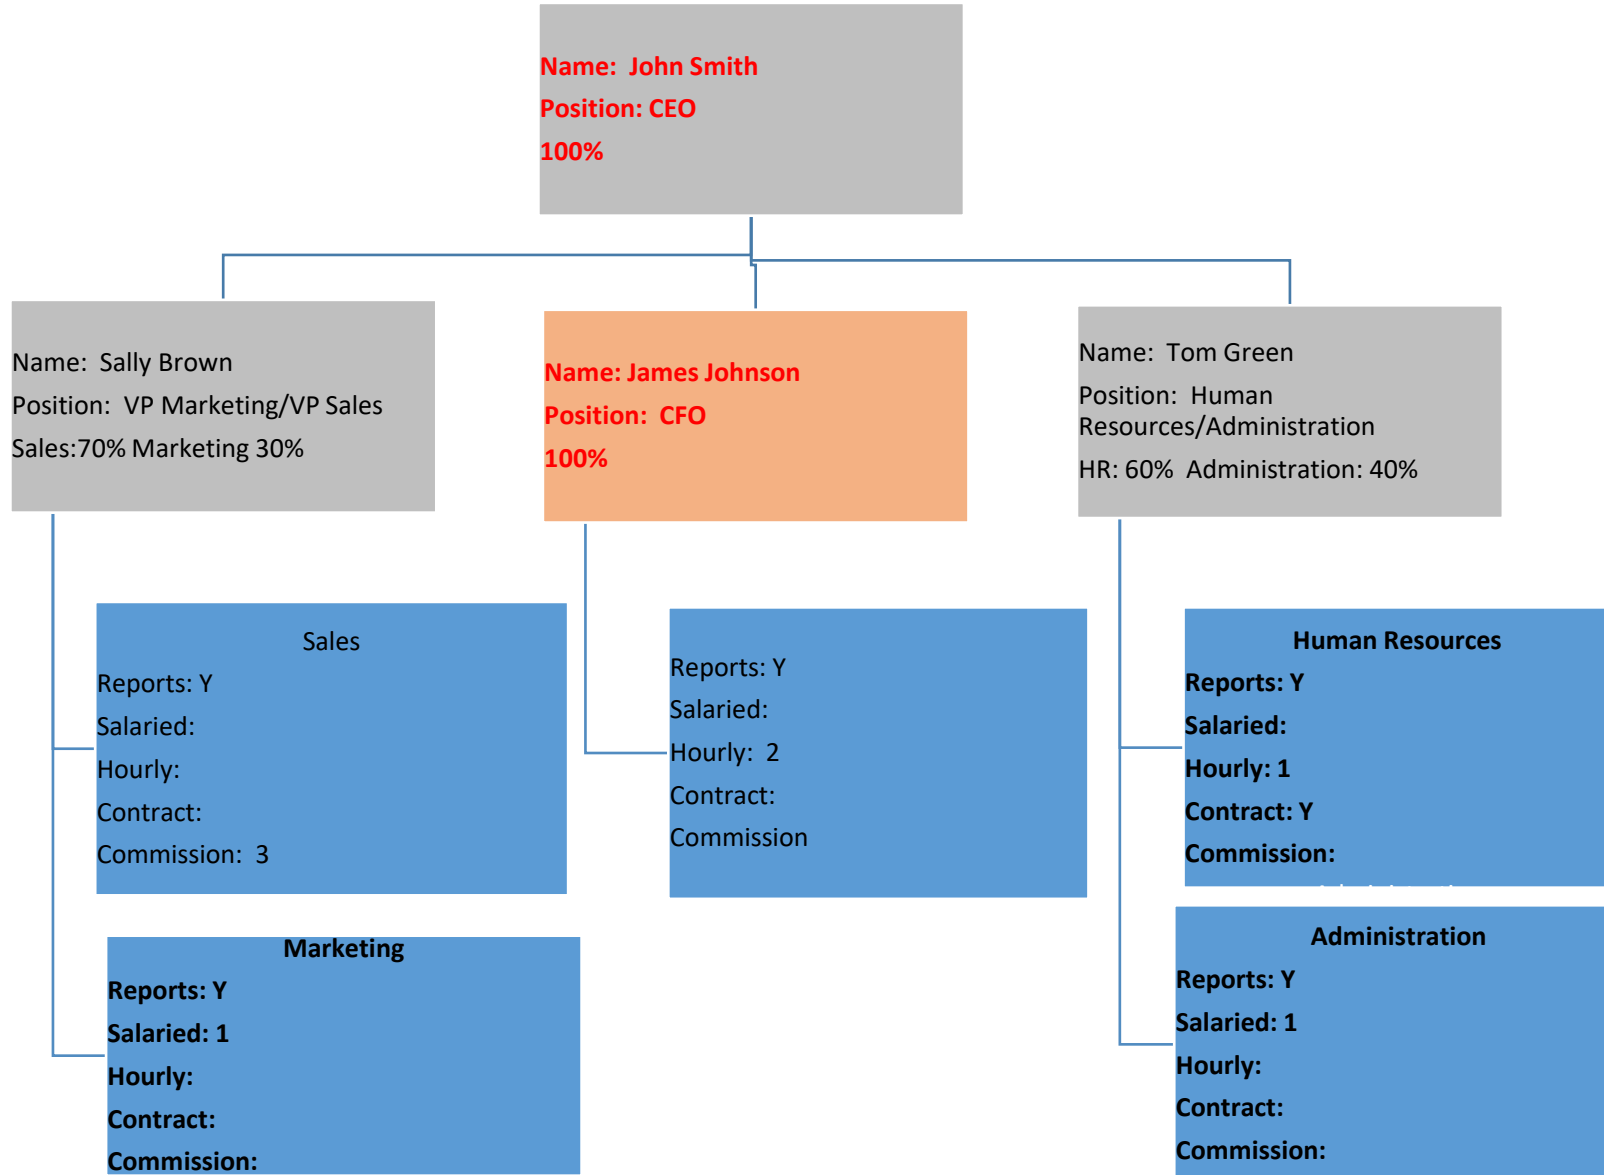 Name:  John Smith
Position: CEO
100%
Name:  Sally Brown
Position:  VP Marketing/VP Sales
Sales:70% Marketing 30%
Name: James Johnson
Position:  CFO
100%
Name:  Tom Green
Position:  Human
Resources/Administration
HR: 60%  Administration: 40%
Sales
Reports: Y
Salaried:
Hourly:
Contract:
Commission:  3
Marketing
Reports: Y
Salaried: 1
Hourly:
Contract:
Commission:
Reports: Y
Salaried:
Hourly:  2
Contract:
Commission
Human Resources
Reports: Y
Salaried:
Hourly: 1
Contract: Y
Commission:
Administration
Reports: Y
Salaried: 1
Hourly:
Contract:
Commission: